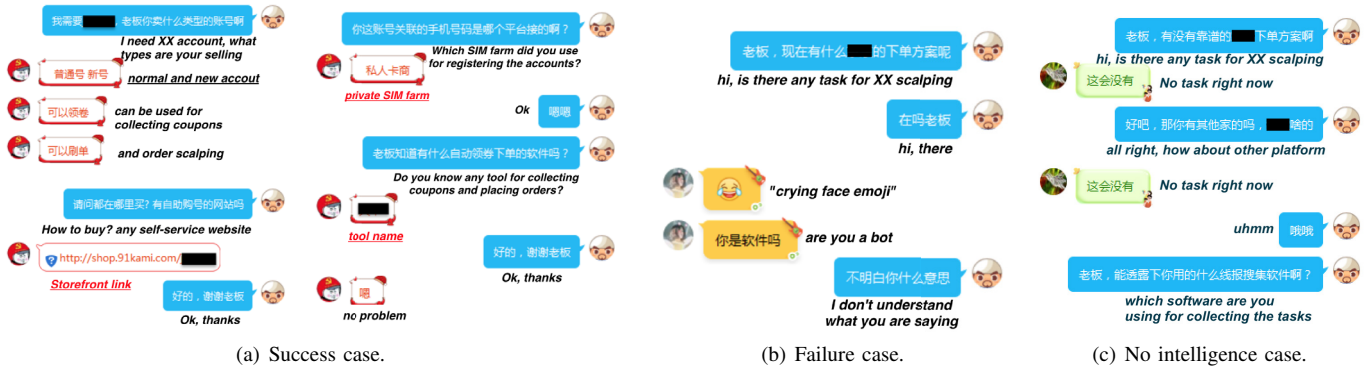 我需要 , 老板你卖什么类型的账号啊
I need XX account, what
types are your selling
普通号 新号
normal and new accout
可以领卷
can be used for
collecting coupons
可以刷单
and order scalping
请问都在哪里买? 有自助购号的网站吗
How to buy? any self-service website
http://shop.91kami.com/
Storefront link
好的，谢谢老板
Ok, thanks
你这账号关联的手机号码是哪个平台接的啊？
Which SIM farm did you use
for registering the accounts?
私人卡商
private SIM farm
Ok
嗯嗯
老板知道有什么自动领券下单的软件吗？
Do you know any tool for collecting
coupons and placing orders?
tool name
好的，谢谢老板
Ok, thanks
嗯
no problem
(a) Success case.
老板，现在有什么 的下单方案呢
hi, is there any task for XX scalping
在吗老板
hi, there
"crying face emoji"
你是软件吗
are you a bot
不明白你什么意思
I don't understand
what you are saying
(b) Failure case.
老板，有没有靠谱的 下单方案啊
hi, is there any task for XX scalping
这会没有
No task right now
好吧，那你有其他家的吗， 啥的
all right, how about other platform
这会没有
No task right now
uhmm
哦哦
老板，能透露下你用的什么线报搜集软件啊？
which software are you
using for collecting the tasks
(c) No intelligence case.